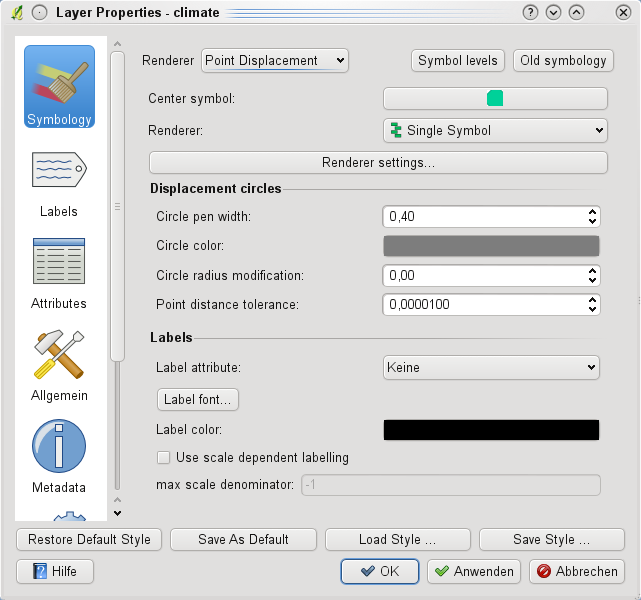 Layer Properties - climate
Symbology
Labels
Attributes
Allgemein
Metadata
Renderer Point Displacement Symbol levels Old symbology
Center symbol:
Renderer: Single Symbol
Renderer settings...
Displacement circles
Circle pen width: 0,40
Circle color:
Circle radius modification: 0,00
Point distance tolerance: 0,0000100
Labels
Label attribute: Keine
Label font...
Label color:
Use scale dependent labelling
max scale denominator: -1
Restore Default Style Save As Default Load Style ... Save Style ...
Hilfe OK Anwenden Abbrechen